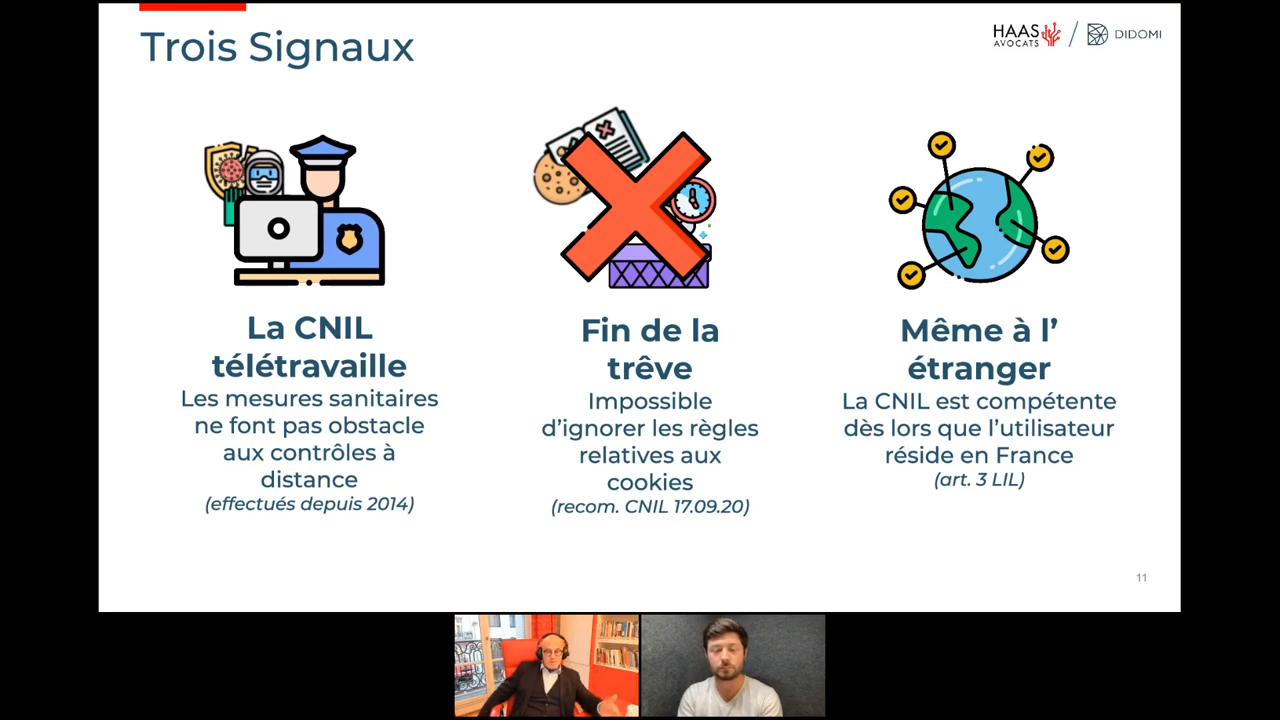 Trois Signaux
HAAS
AVOCATS
DIDOMI
La CNIL
télétravaille
Les mesures sanitaires
ne font pas obstacle
aux contrôles à
distance
(effectués depuis 2014)
Fin de la
trêve
Impossible
d’ignorer les règles
relatives aux
cookies
(recom. CNIL 17.09.20)
Même à l’
étranger
La CNIL est compétente
dès lors que l’utilisateur
réside en France
(art. 3 LIL)
11